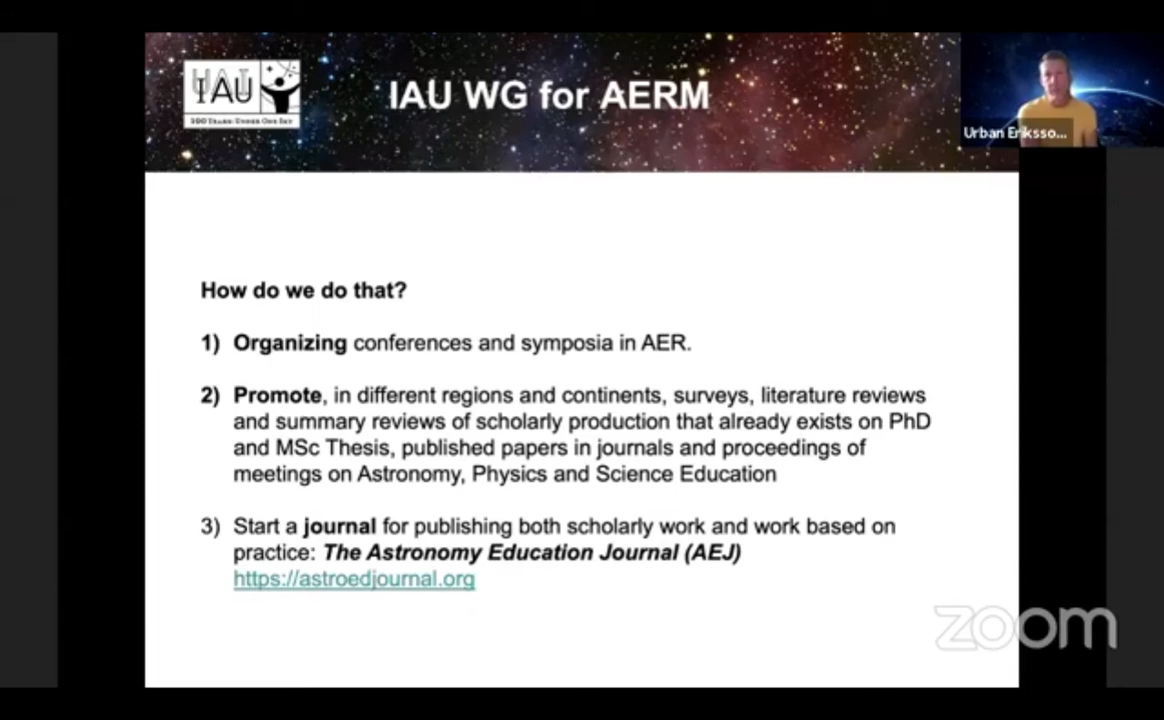 IAU
100 Years: Under One Sky
IAU WG for AERM
Urban Eriksso...
How do we do that?
1) Organizing conferences and symposia in AER.
2) Promote, in different regions and continents, surveys, literature reviews
and summary reviews of scholarly production that already exists on PhD
and MSc Thesis, published papers in journals and proceedings of
meetings on Astronomy, Physics and Science Education
3) Start a journal for publishing both scholarly work and work based on
practice: The Astronomy Education Journal (AEJ)
https://astroedjournal.org
zoom